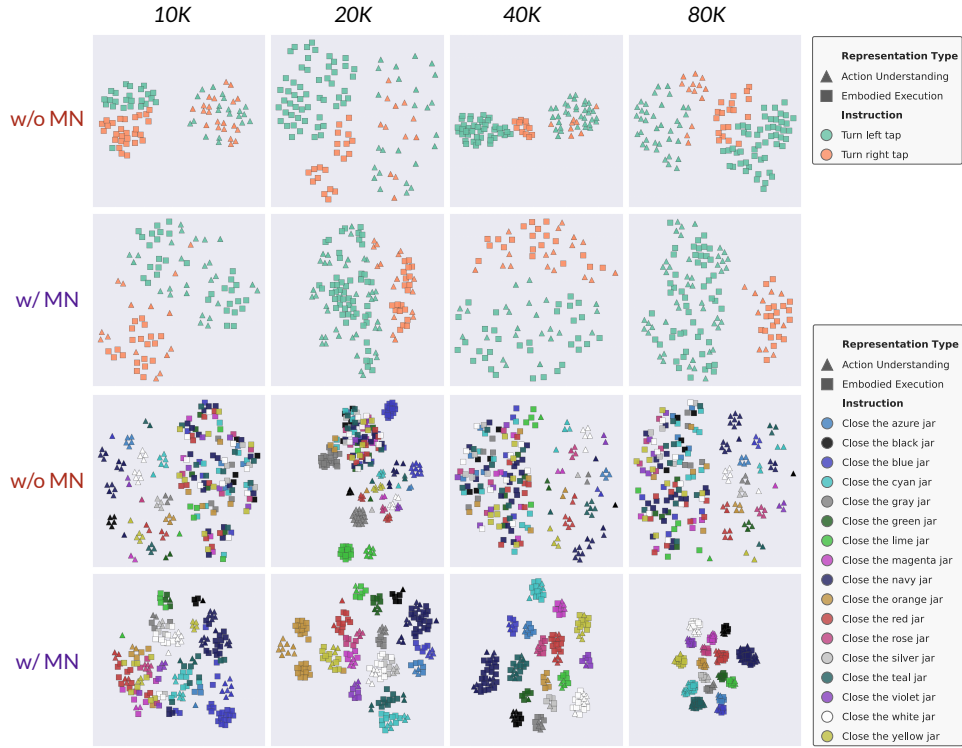 10K 20K 40K 80K
w/o MN
Representation Type
Action Understanding
Embodied Execution
Instruction
Turn left tap
Turn right tap
w/ MN
w/o MN
w/ MN
Representation Type
Action Understanding
Embodied Execution
Instruction
Close the azure jar
Close the black jar
Close the blue jar
Close the cyan jar
Close the gray jar
Close the green jar
Close the lime jar
Close the magenta jar
Close the navy jar
Close the orange jar
Close the red jar
Close the rose jar
Close the silver jar
Close the teal jar
Close the violet jar
Close the white jar
Close the yellow jar